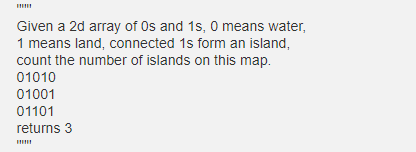 """
Given a 2d array of 0s and 1s, 0 means water,
1 means land, connected 1s form an island,
count the number of islands on this map.
01010
01001
01101
returns 3
"""